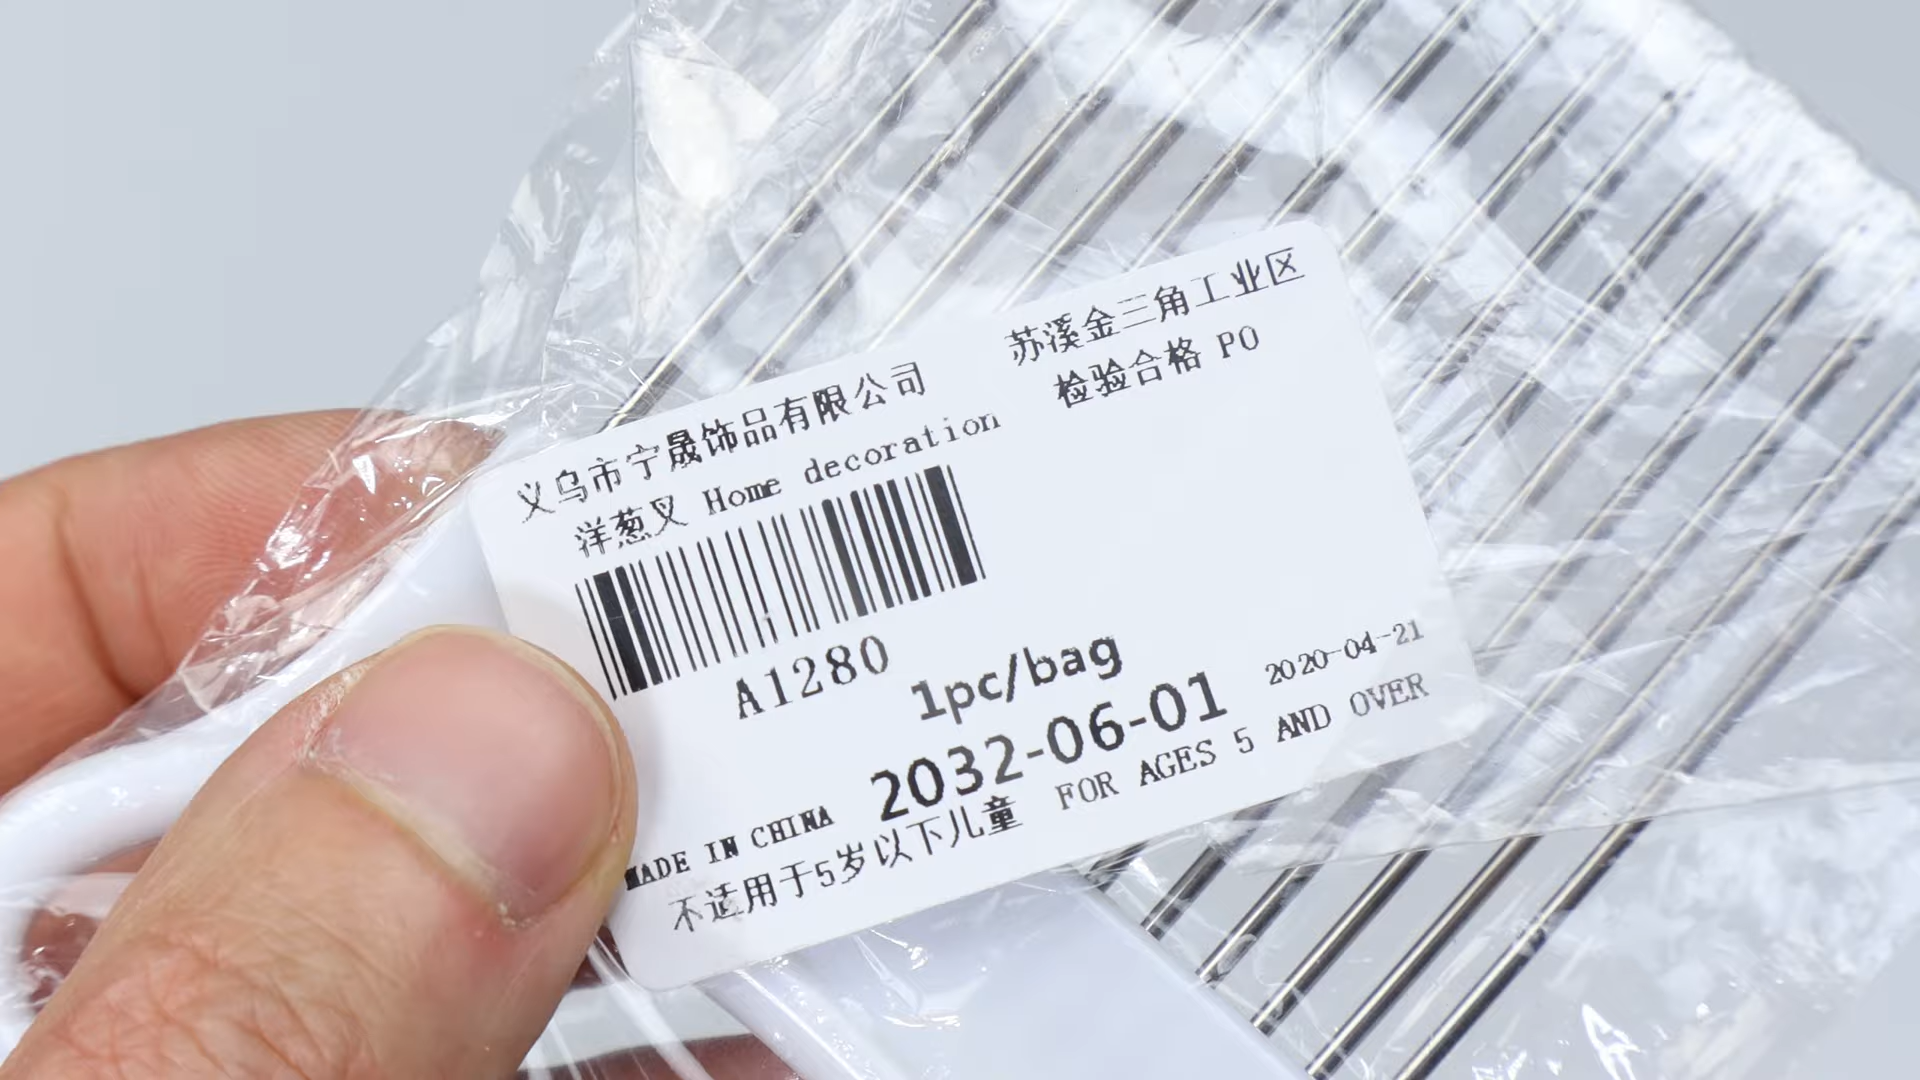 义乌市宁晟饰品有限公司
苏溪金三角工业区
洋葱叉 Home decoration
检验合格 PO
A1280
1pc/bag
2020-04-21
2032-06-01
MADE IN CHINA
FOR AGES 5 AND OVER
不适用于5岁以下儿童